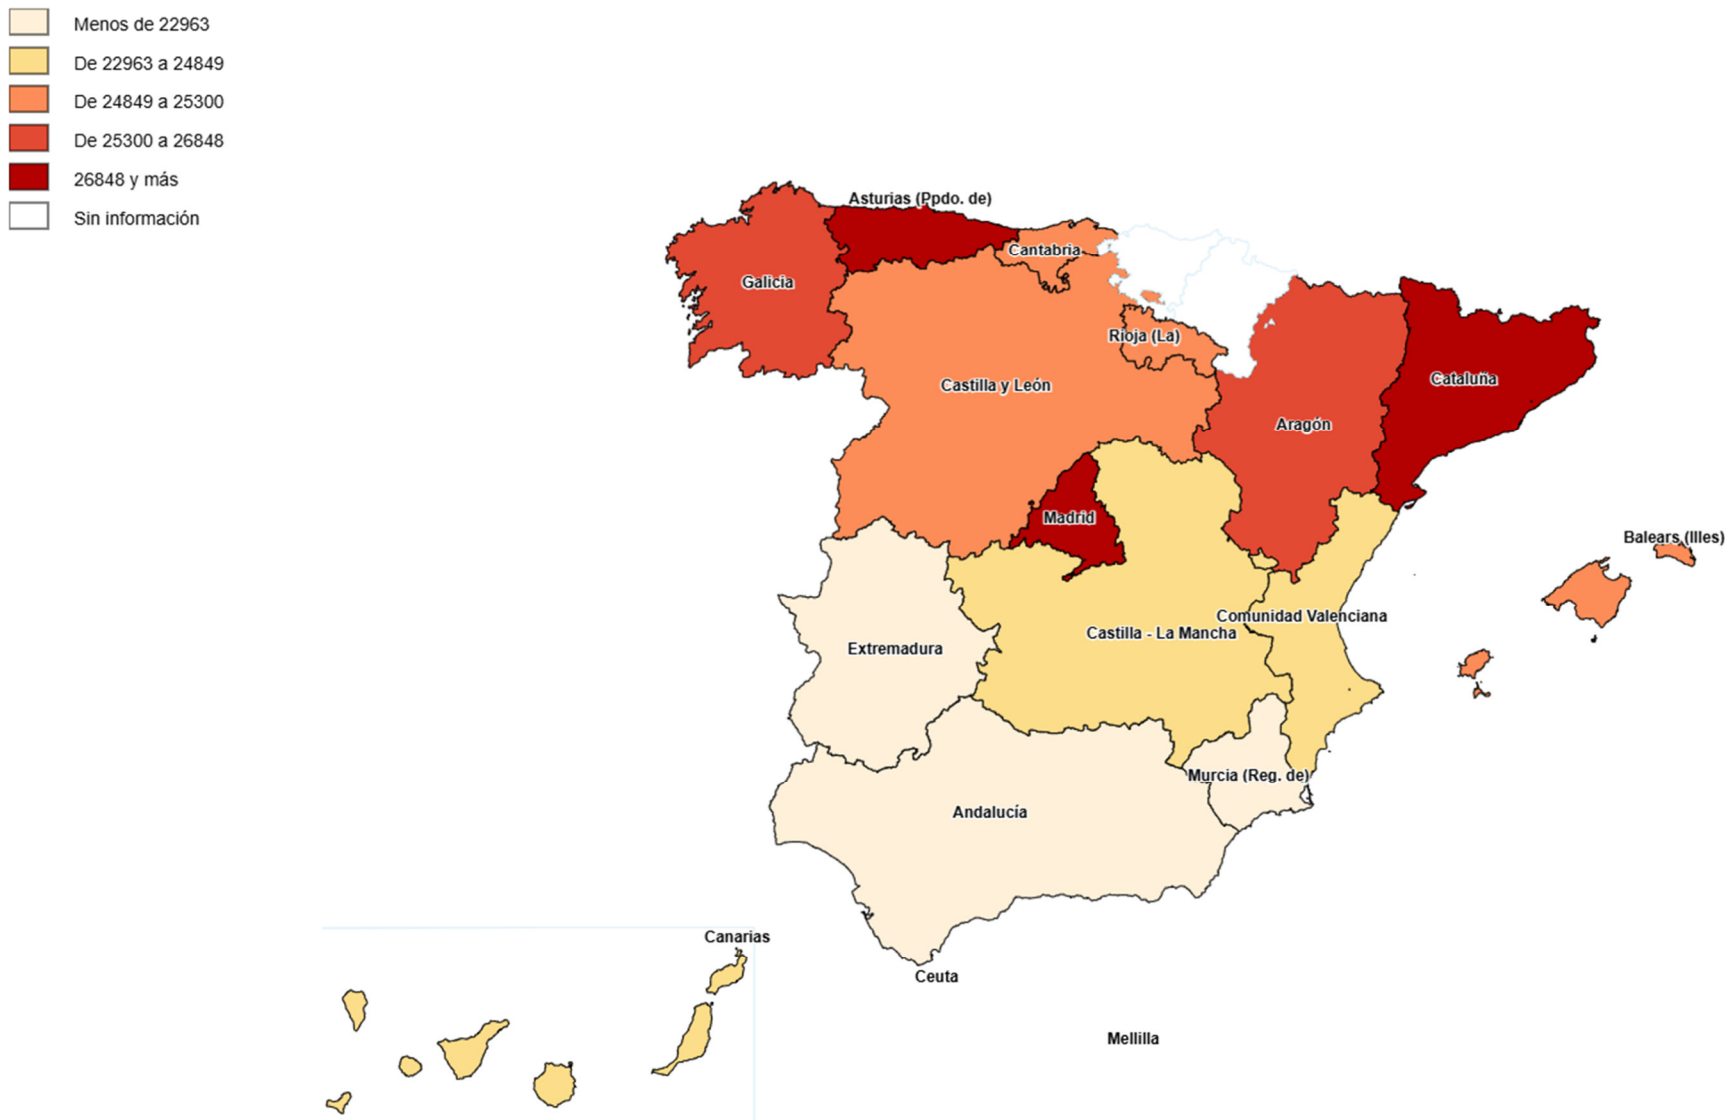 Menos de 22963
De 22963 a 24849
De 24849 a 25300
De 25300 a 26848
26848 y más
Sin información
Asturias (Ppdo. de)
Cantabria
Galicia
Rioja (La)
Castilla y León
Cataluña
Aragón
Madrid
Balears (Illes)
Comunidad Valenciana
Castilla - La Mancha
Extremadura
Murcia (Reg. de)
Andalucía
Canarias
Ceuta
Mellilla